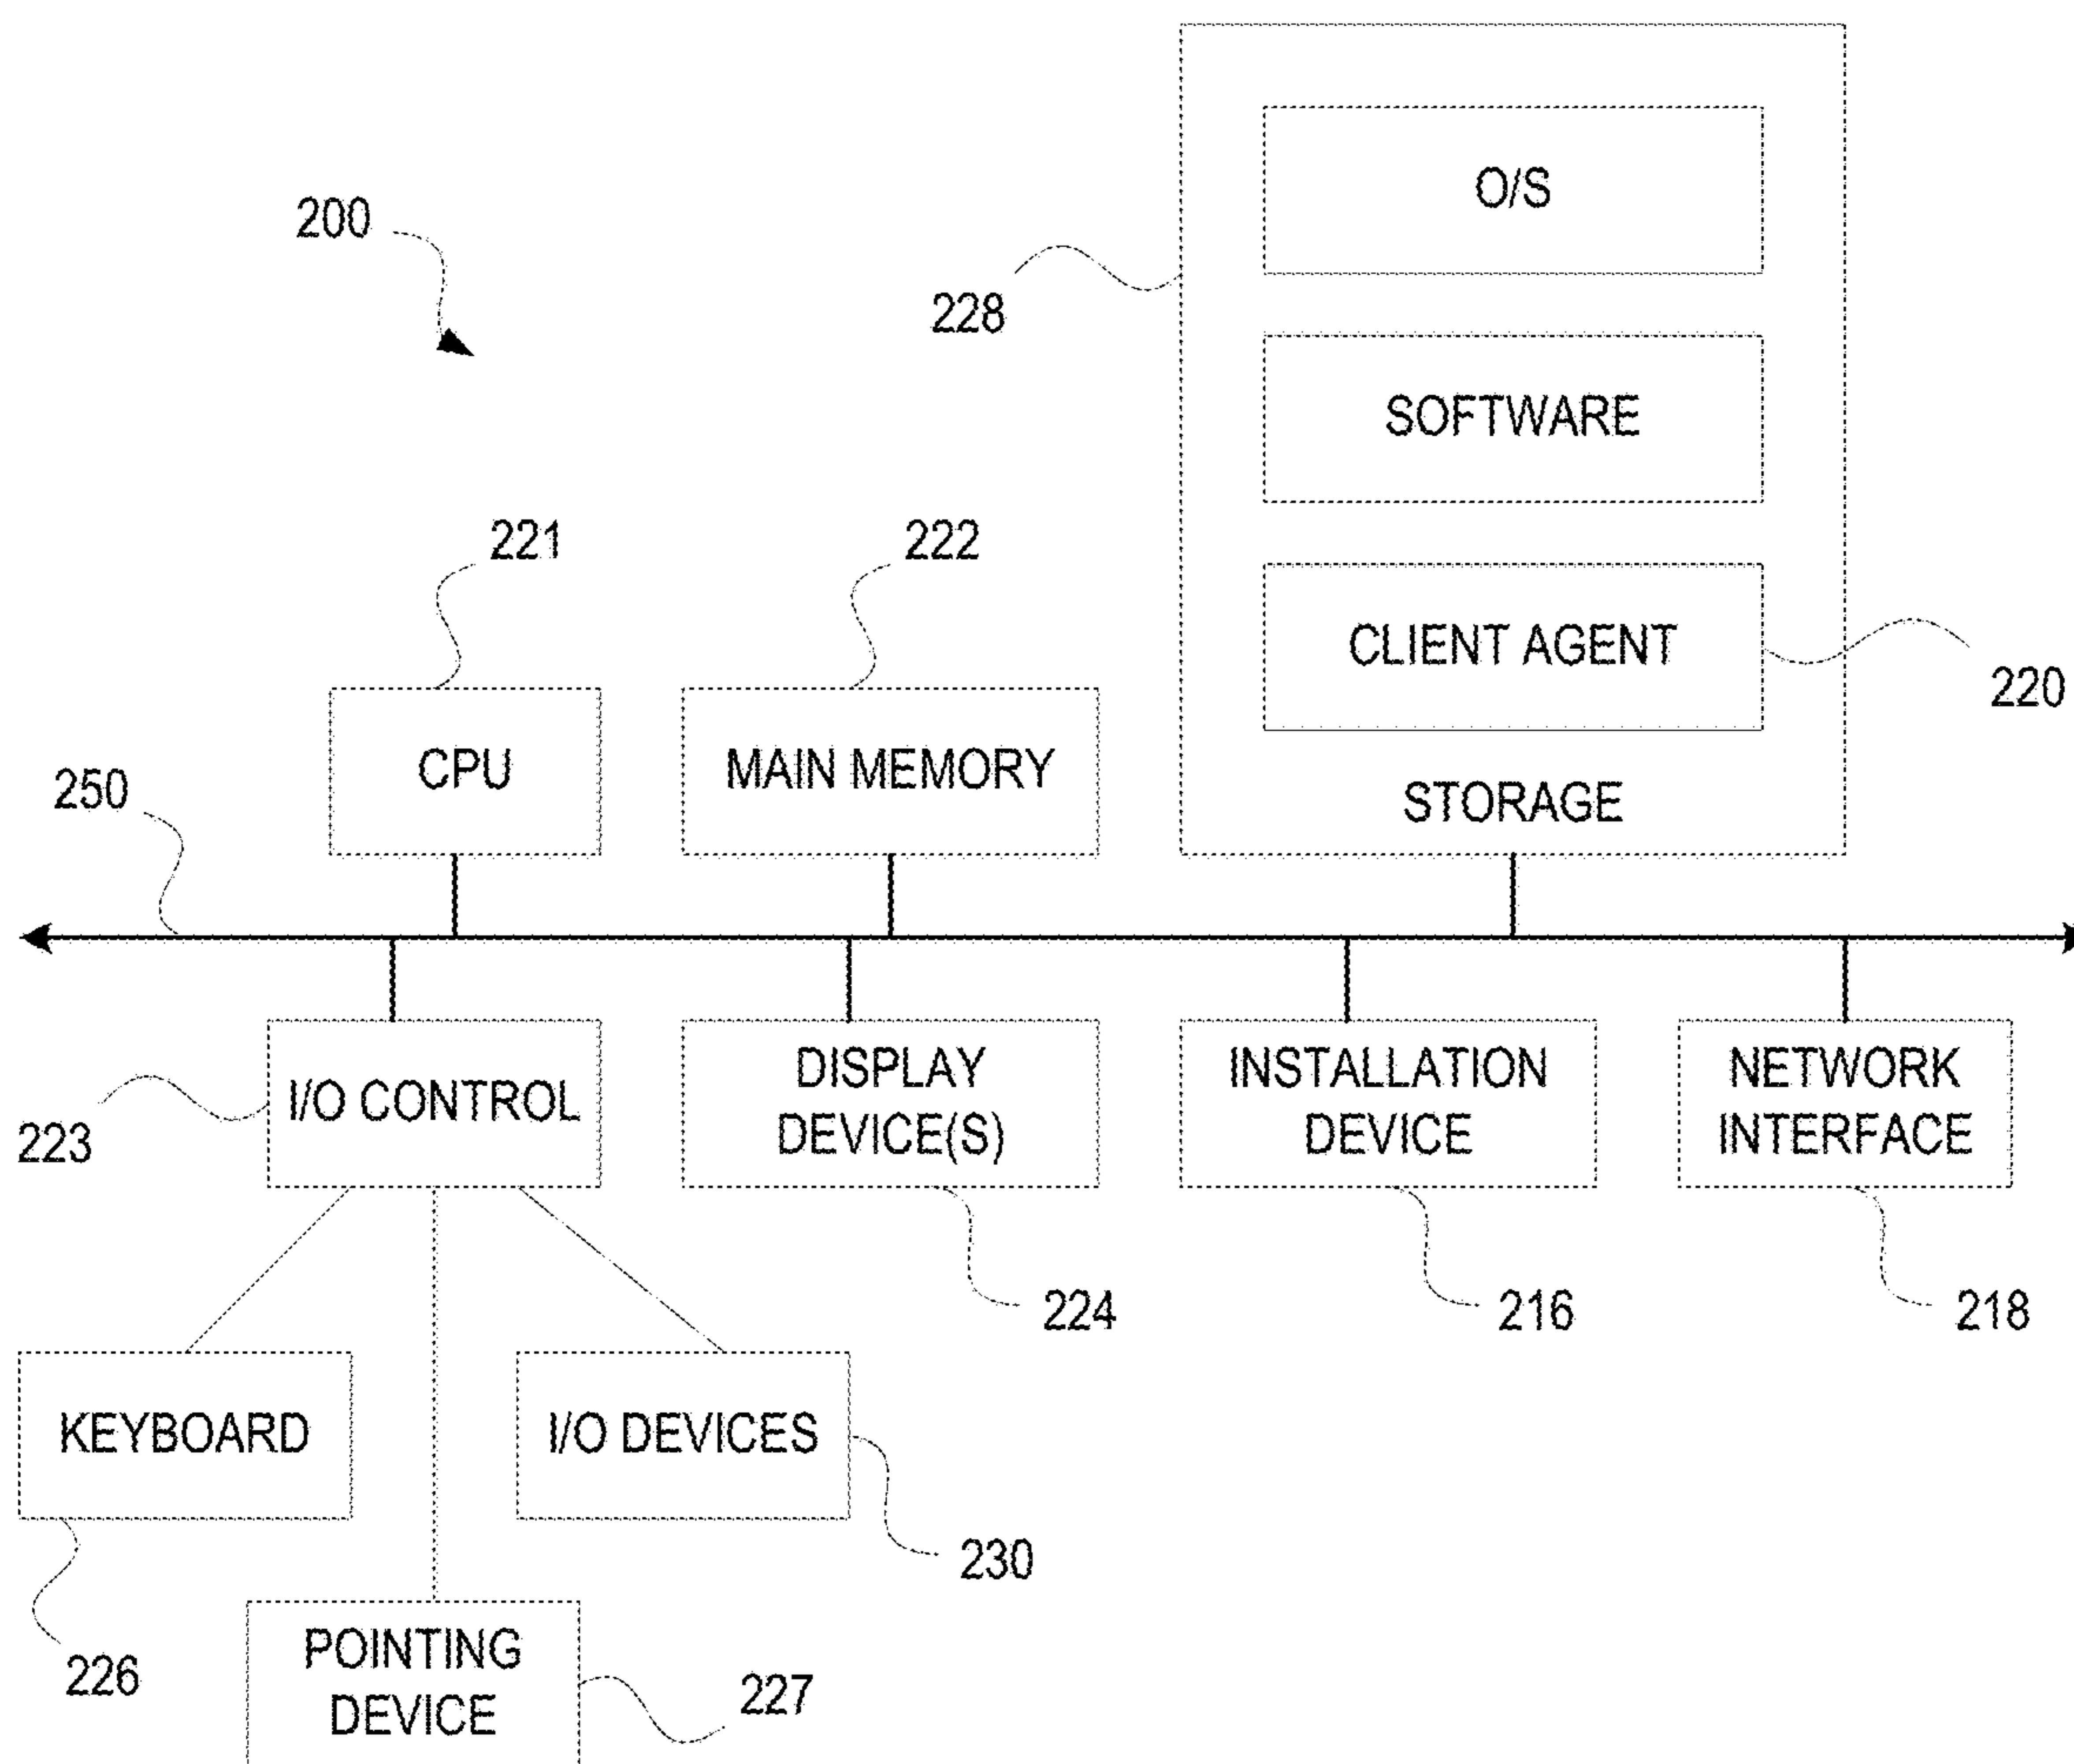 O/S
200
228
SOFTWARE
221
222
CLIENT AGENT
220
CPU
MAIN MEMORY
250
STORAGE
I/O CONTROL
223
DISPLAY
DEVICE(S)
INSTALLATION
DEVICE
NETWORK
INTERFACE
224
216
218
KEYBOARD
I/O DEVICES
230
226
POINTING
DEVICE
227